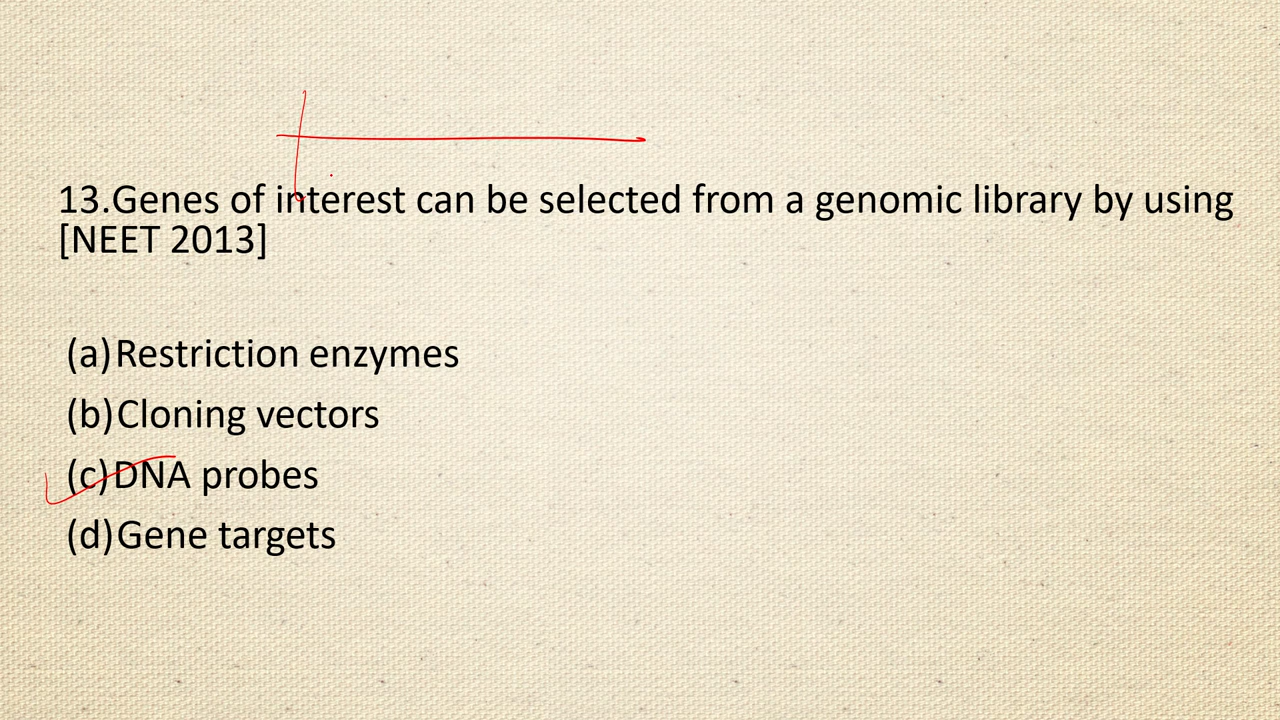 13.Genes of interest can be selected from a genomic library by using
[NEET 2013]
(a)Restriction enzymes
(b)Cloning vectors
(c)DNA probes
(d)Gene targets